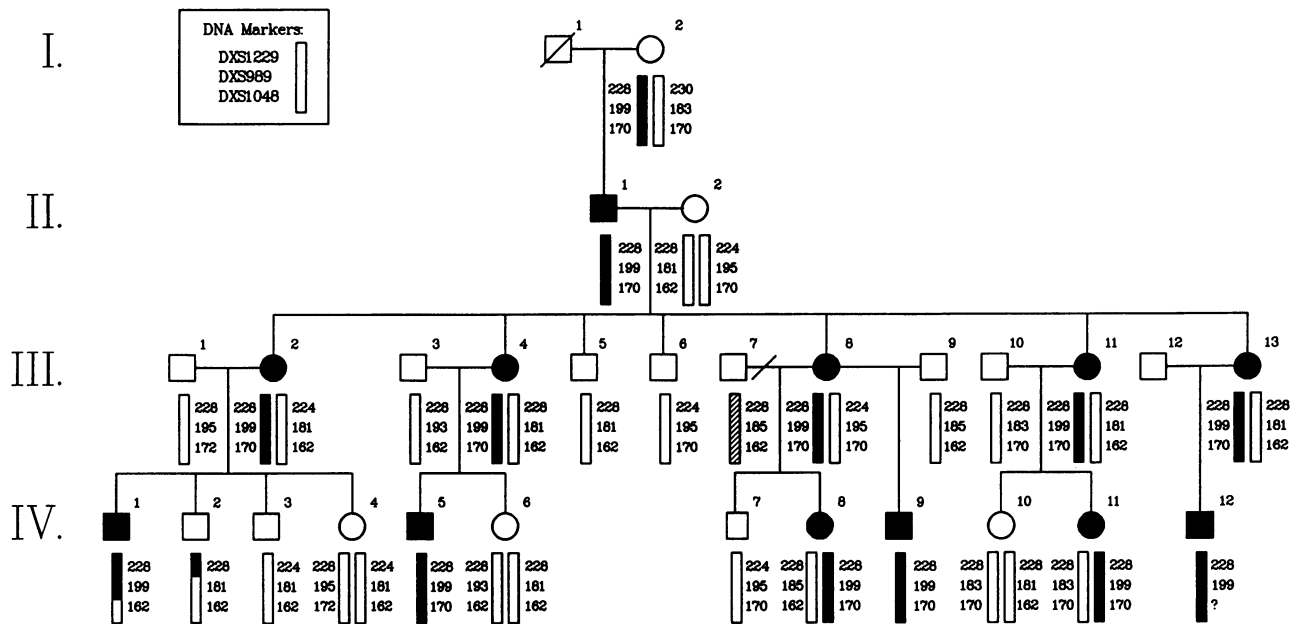 DNA Markers:
DXS1229
DXS989
DXS1048
I.
1 2
228 230
199 183
170 170
II.
1 2
228 228 224
199 181 195
170 162 170
III.
1 2 3 4 5 6 7 8 9 10 11 12 13
228 228 224 228 228 228 228 224 228 228 224 228 228 228 228 228 228
195 199 181 193 199 181 181 195 185 199 195 185 183 199 181 199 181
172 170 162 162 170 162 162 170 162 170 170 162 170 170 162 170 162
IV.
1 2 3 4 5 6 7 8 9 10 11 12
228 228 224 228 224 228 228 228 224 228 228 228 228 228 228 228 228
199 181 181 195 181 199 193 181 195 185 199 199 183 181 183 199 199
162 162 162 172 162 170 162 162 170 162 170 170 170 162 170 170 ?